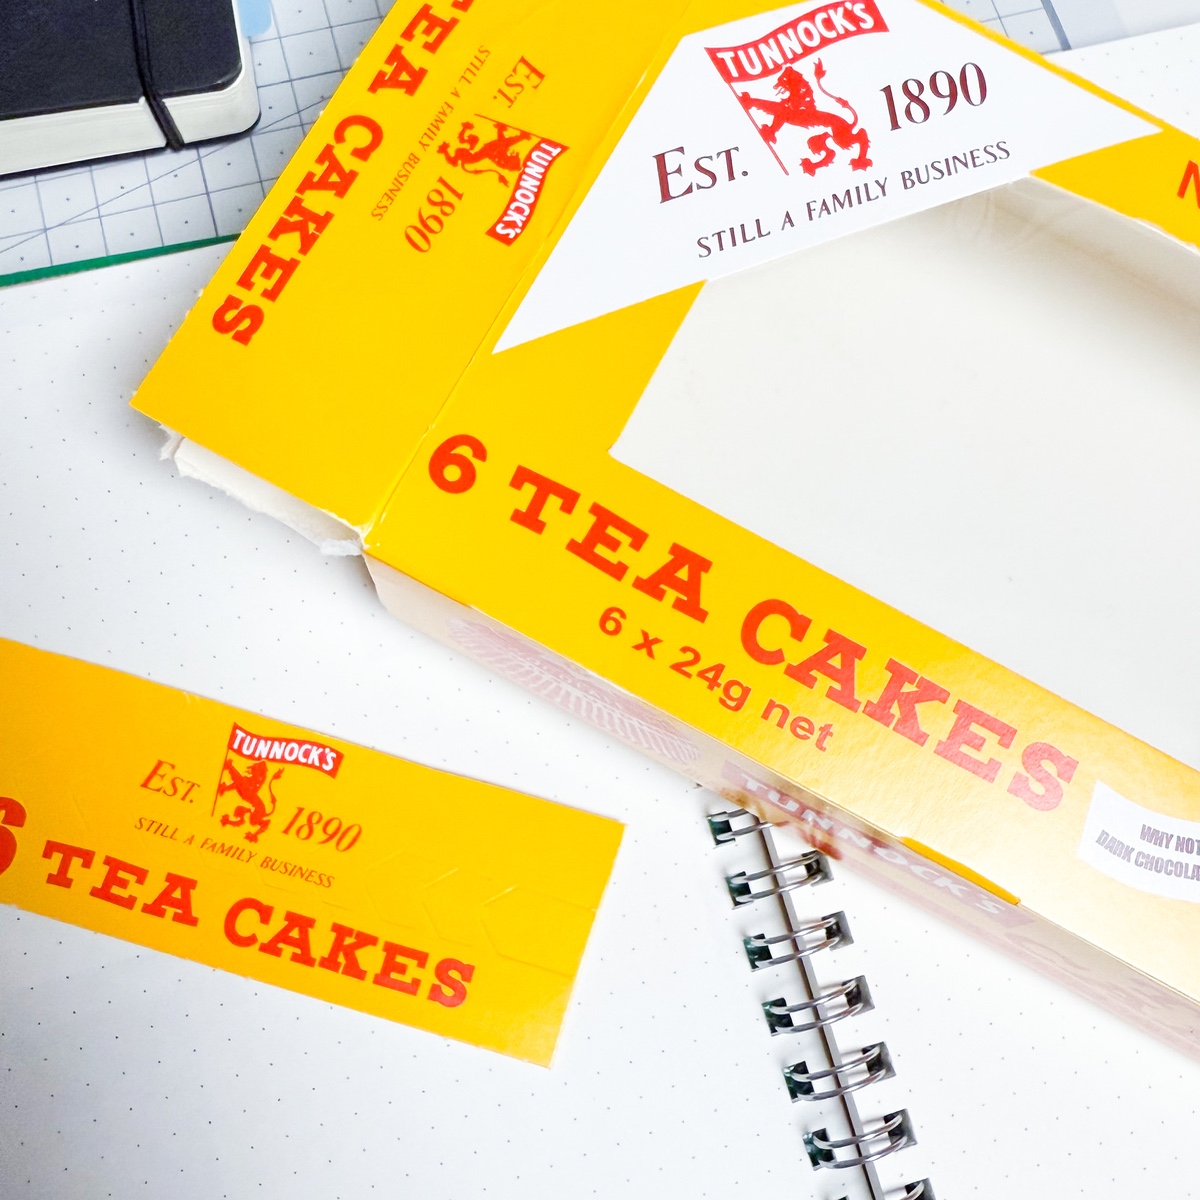 TEA CAKES
EST.
TUNNOCK'S
1890
STILL A FAMILY BUSINESS
TUNNOCK'S
EST. 1890
STILL A FAMILY BUSINESS
6 TEA CAKES
6 x 24g net
WHY NOT
DARK
TUNNOCK'S
TUNNOCK'S
EST. 1890
STILL A FAMILY BUSINESS
6 TEA CAKES